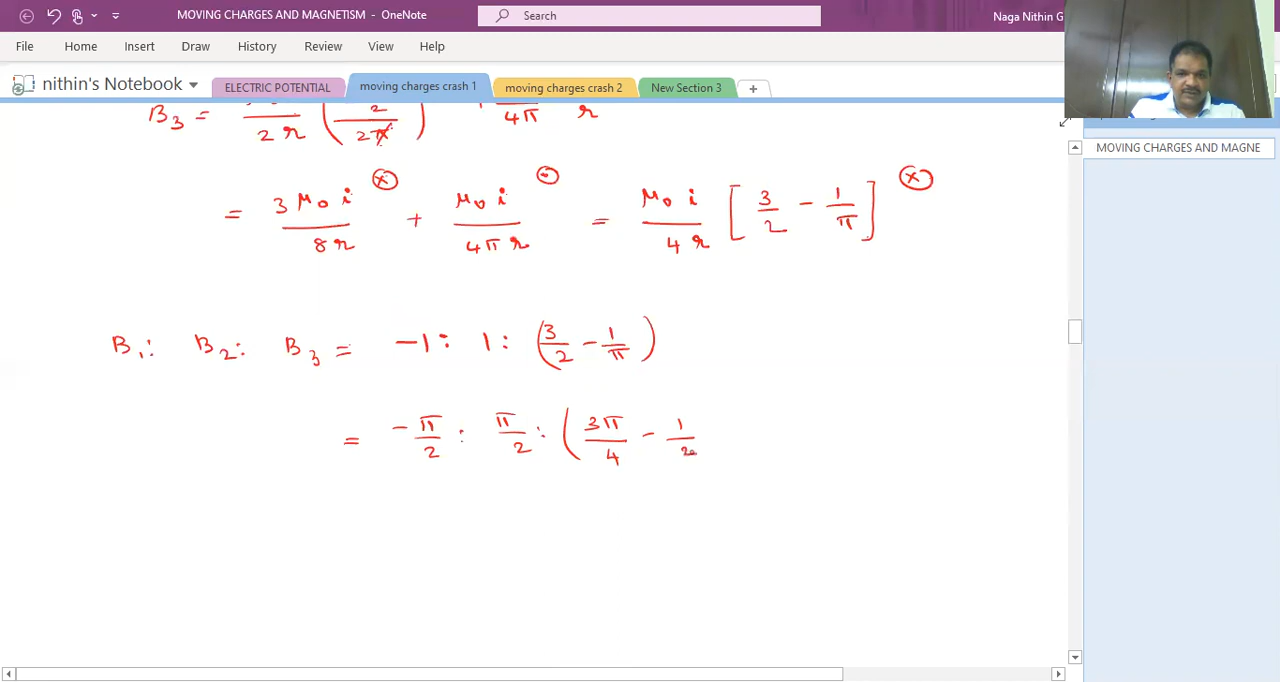 MOVING CHARGES AND MAGNETISM - OneNote
Search
Naga Nithin G
File Home Insert Draw History Review View Help
nithin's Notebook ELECTRIC POTENTIAL moving charges crash 1 moving charges crash 2 New Section 3 +
MOVING CHARGES AND MAGNE
B₃ = / 2r ( / 2π ) / 4π r
= 3μ₀i / 8r ⊗ + μ₀i / 4πr ⊙ = μ₀i / 4r [3/2 - 1/π] ⊗
B₁ : B₂ : B₃ = -1 : 1 : (3/2 - 1/π)
= -π/2 : π/2 : (3π/4 - 1/2